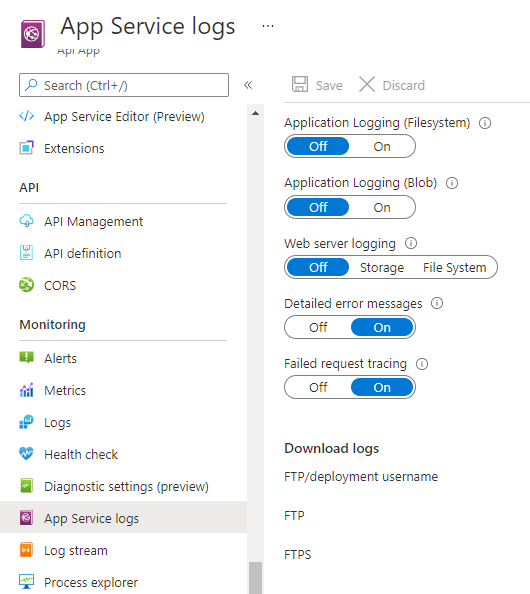 App Service logs ...
Api App
Search (Ctrl+/)
«
App Service Editor (Preview)
Extensions
API
API Management
API definition
CORS
Monitoring
Alerts
Metrics
Logs
Health check
Diagnostic settings (preview)
App Service logs
Log stream
Process explorer
Save Discard
Application Logging (Filesystem)
Off On
Application Logging (Blob)
Off On
Web server logging
Off Storage File System
Detailed error messages
Off On
Failed request tracing
Off On
Download logs
FTP/deployment username
FTP
FTPS